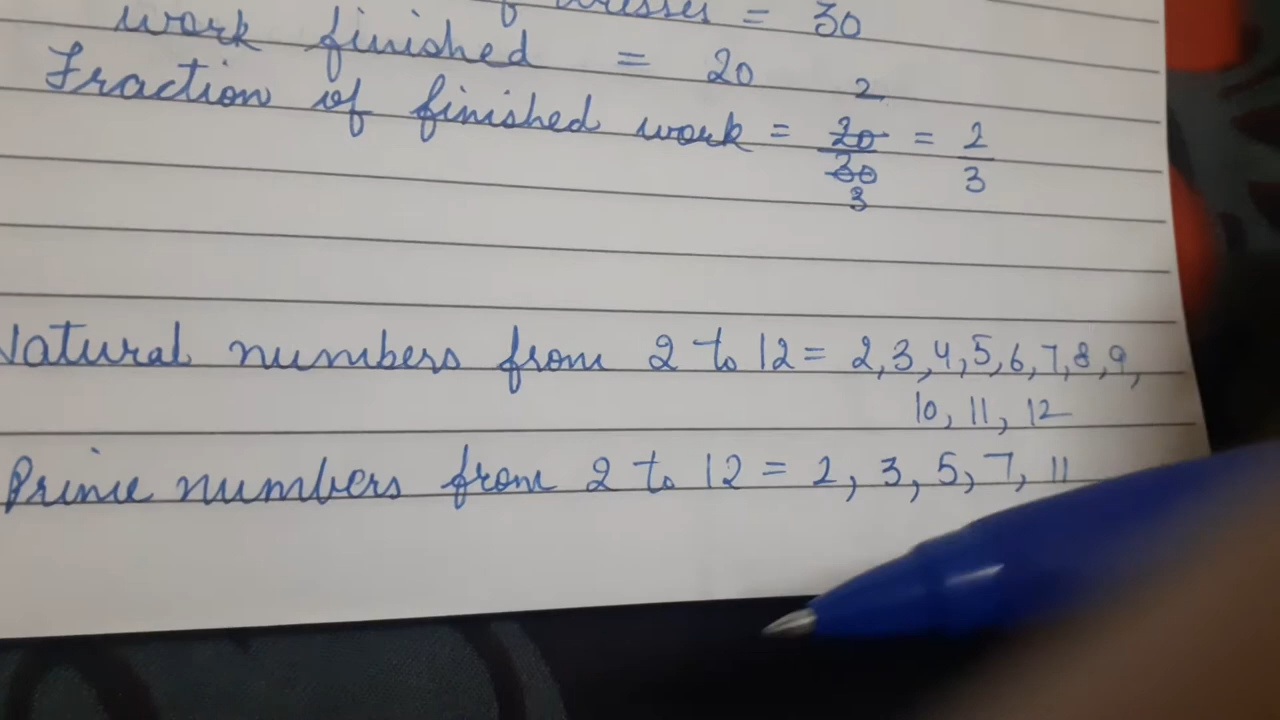 = 30
work finished = 20
Fraction of finished work = 20/30 = 2/3
2
3
Natural numbers from 2 to 12 = 2, 3, 4, 5, 6, 7, 8, 9,
10, 11, 12
Prime numbers from 2 to 12 = 2, 3, 5, 7, 11